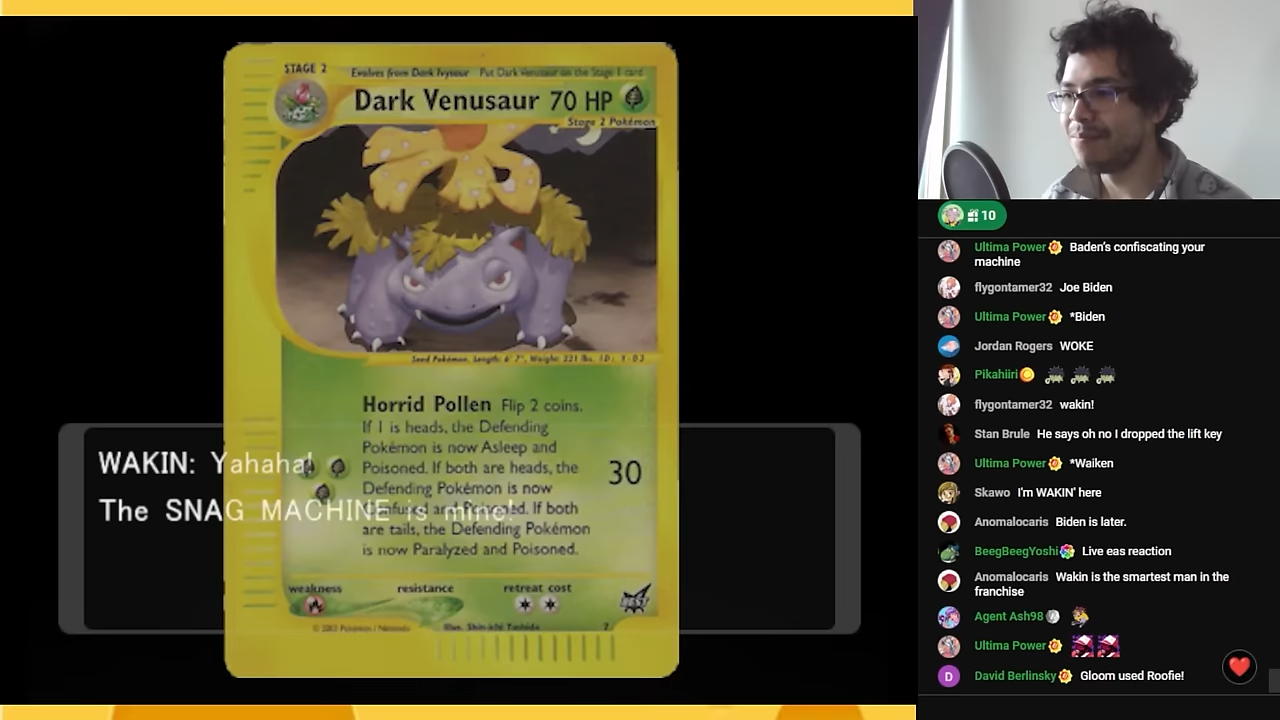 STAGE 2
Evolves from Dark Ivysaur Put Dark Venusaur on the Stage 1 card
Dark Venusaur 70 HP
Stage 2 Pokémon
Seed Pokémon. Length: 6' 7", Weight: 221 lbs.
Horrid Pollen Flip 2 coins.
If 1 is heads, the Defending
Pokémon is now Asleep and
Poisoned. If both are heads, the
Defending Pokémon is now
Confused and Poisoned. If both
are tails, the Defending Pokémon
is now Paralyzed and Poisoned.
30
weakness resistance retreat cost
BEST
Illus. Shin-ichi Yoshida
7
WAKIN: Yahaha!
The SNAG MACHINE is mine!
10
Ultima Power Baden's confiscating your
machine
flygontamer32 Joe Biden
Ultima Power *Biden
Jordan Rogers WOKE
Pikahiiri
flygontamer32 wakin!
Stan Brule He says oh no I dropped the lift key
Ultima Power *Waiken
Skawo I'm WAKIN' here
Anomalocaris Biden is later.
BeegBeegYoshi Live eas reaction
Anomalocaris Wakin is the smartest man in the
franchise
Agent Ash98
Ultima Power
D David Berlinsky Gloom used Roofie!